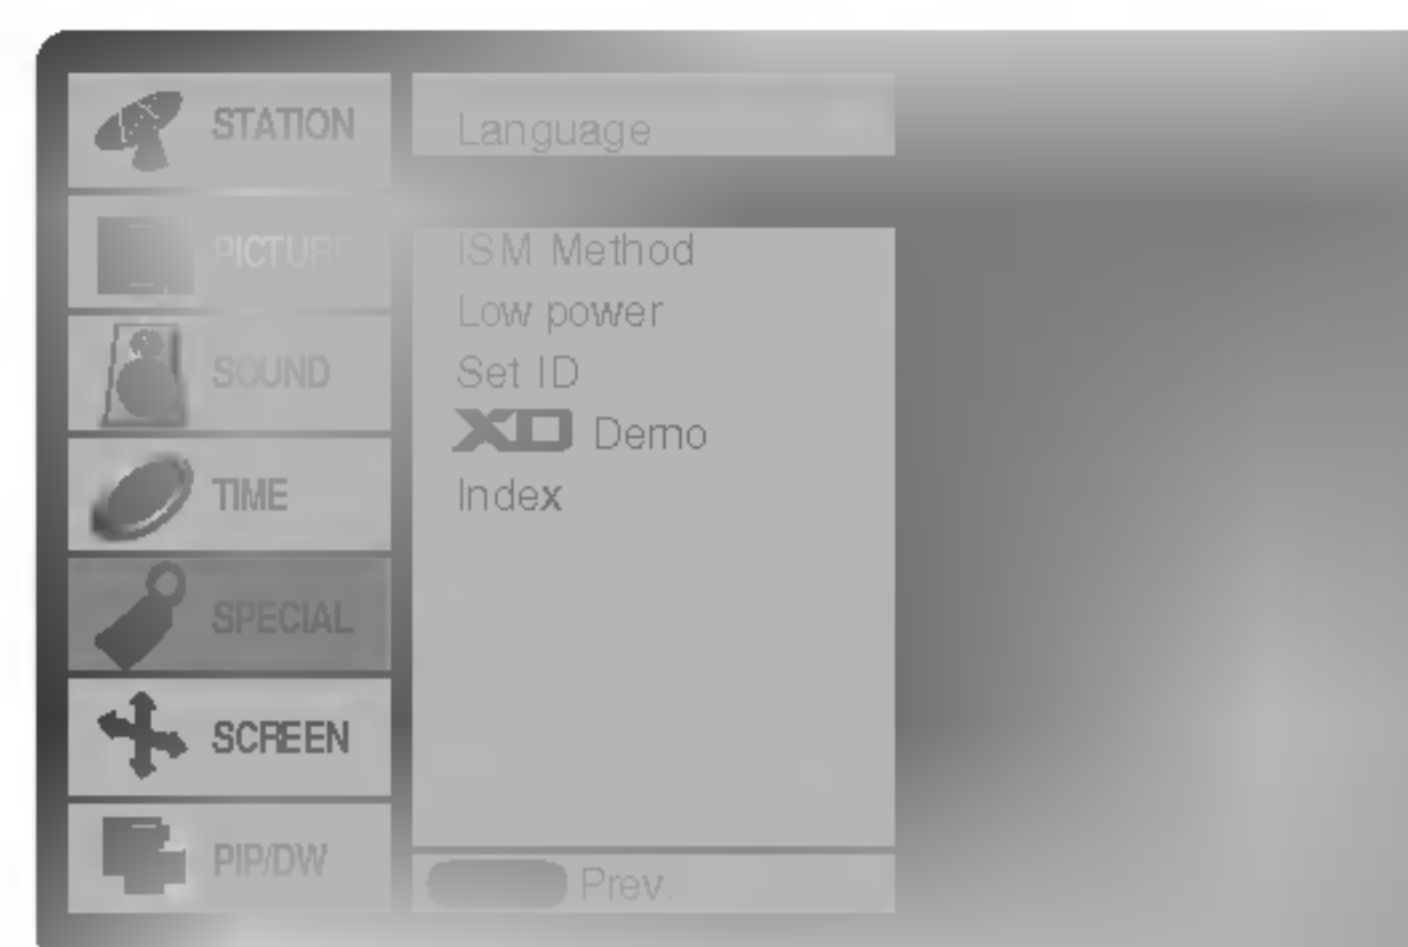 STATION
PICTURE
SOUND
TIME
SPECIAL
SCREEN
PIP/DW
Language
ISM Method
Low power
Set ID
XD Demo
Index
Prev.